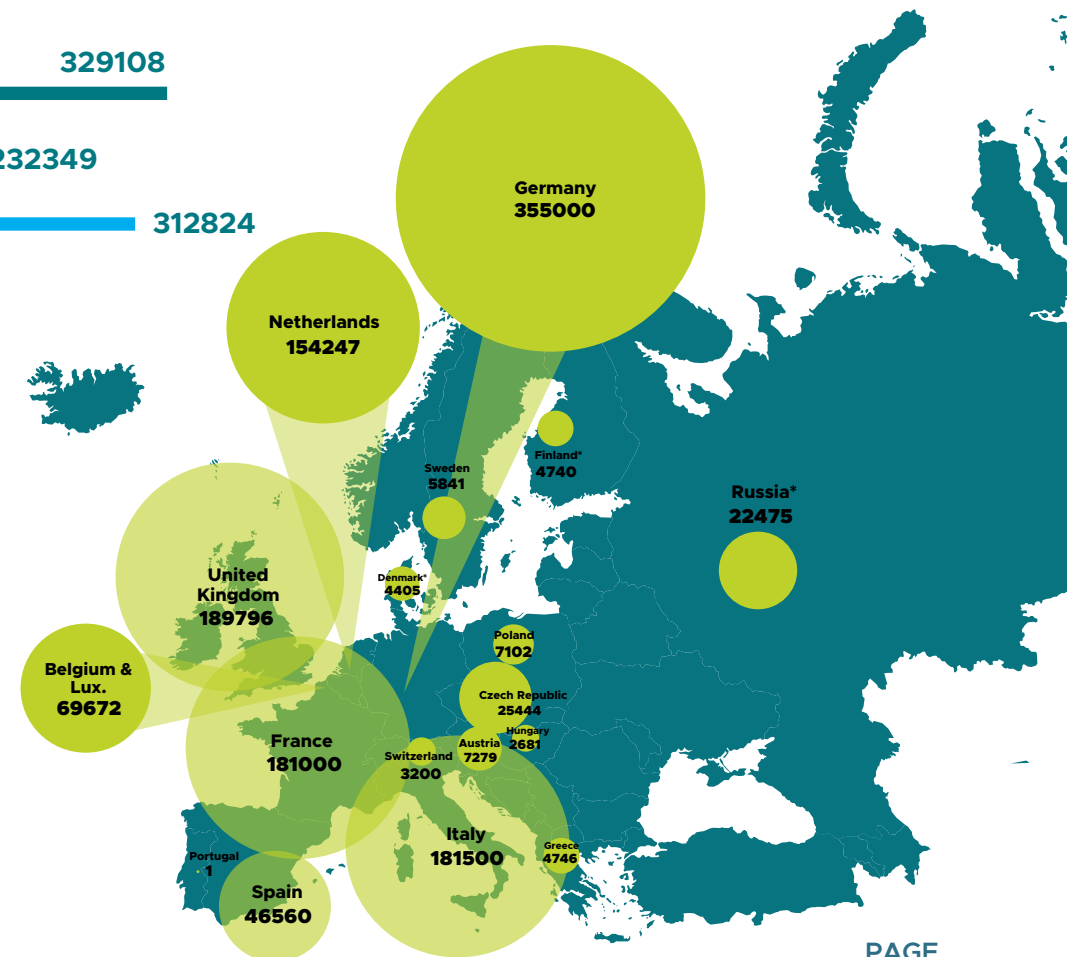 329108
232349
312824
Germany
355000
Netherlands
154247
Finland*
4740
Sweden
5841
Russia*
22475
United
Kingdom
189796
Denmark*
4405
Poland
7102
Belgium &
Lux.
69672
Czech Republic
25444
France
181000
Hungary
2681
Austria
7279
Switzerland
3200
Italy
181500
Greece
4746
Portugal
1
Spain
46560
PAGE